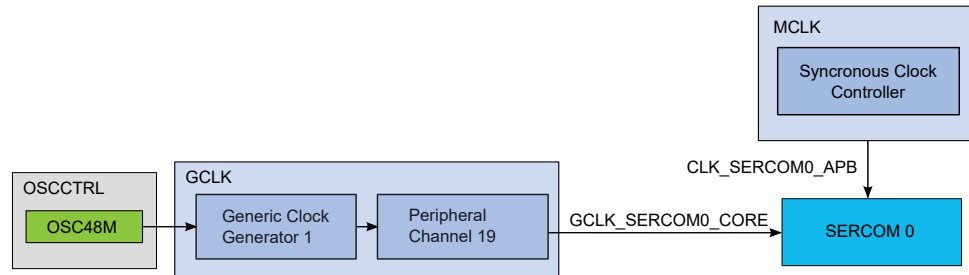 MCLK
Syncronous Clock
Controller
CLK_SERCOM0_APB
OSCCTRL
OSC48M
GCLK
Generic Clock
Generator 1
Peripheral
Channel 19
GCLK_SERCOM0_CORE
SERCOM 0